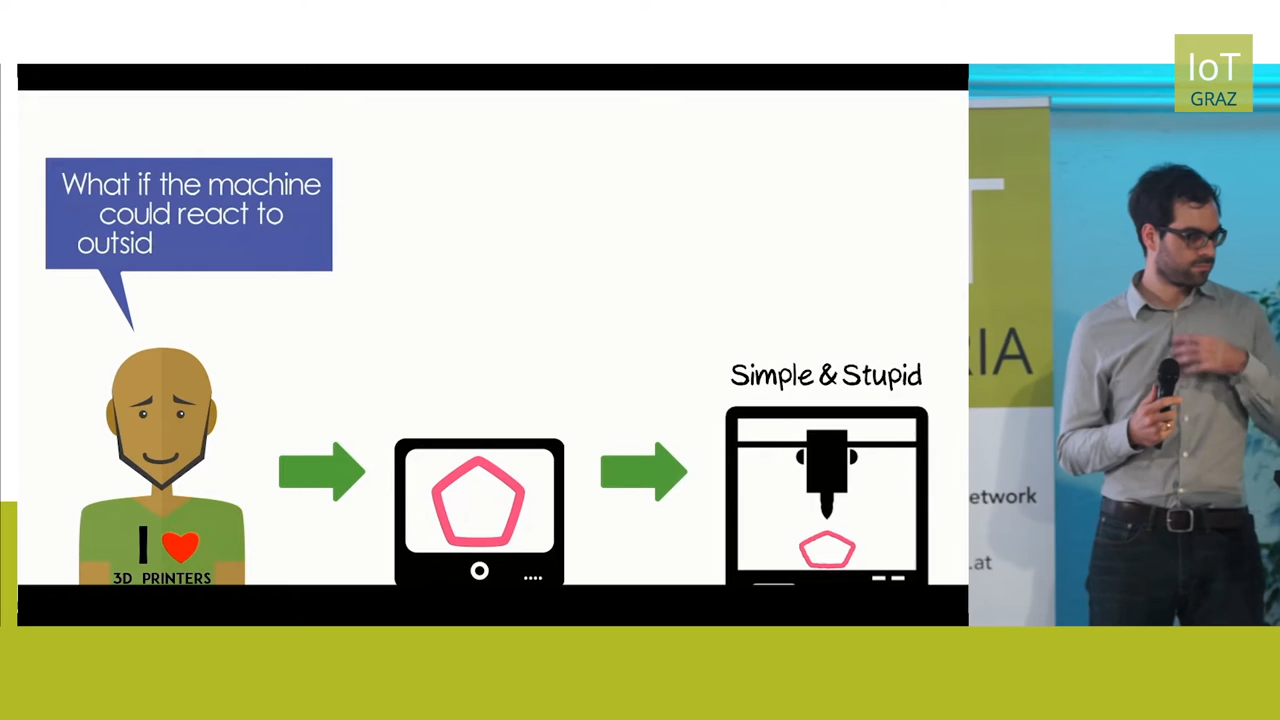 IoT
GRAZ
What if the machine
could react to
outsid
Simple & Stupid
I
3D PRINTERS
T
RIA
etwork
.at